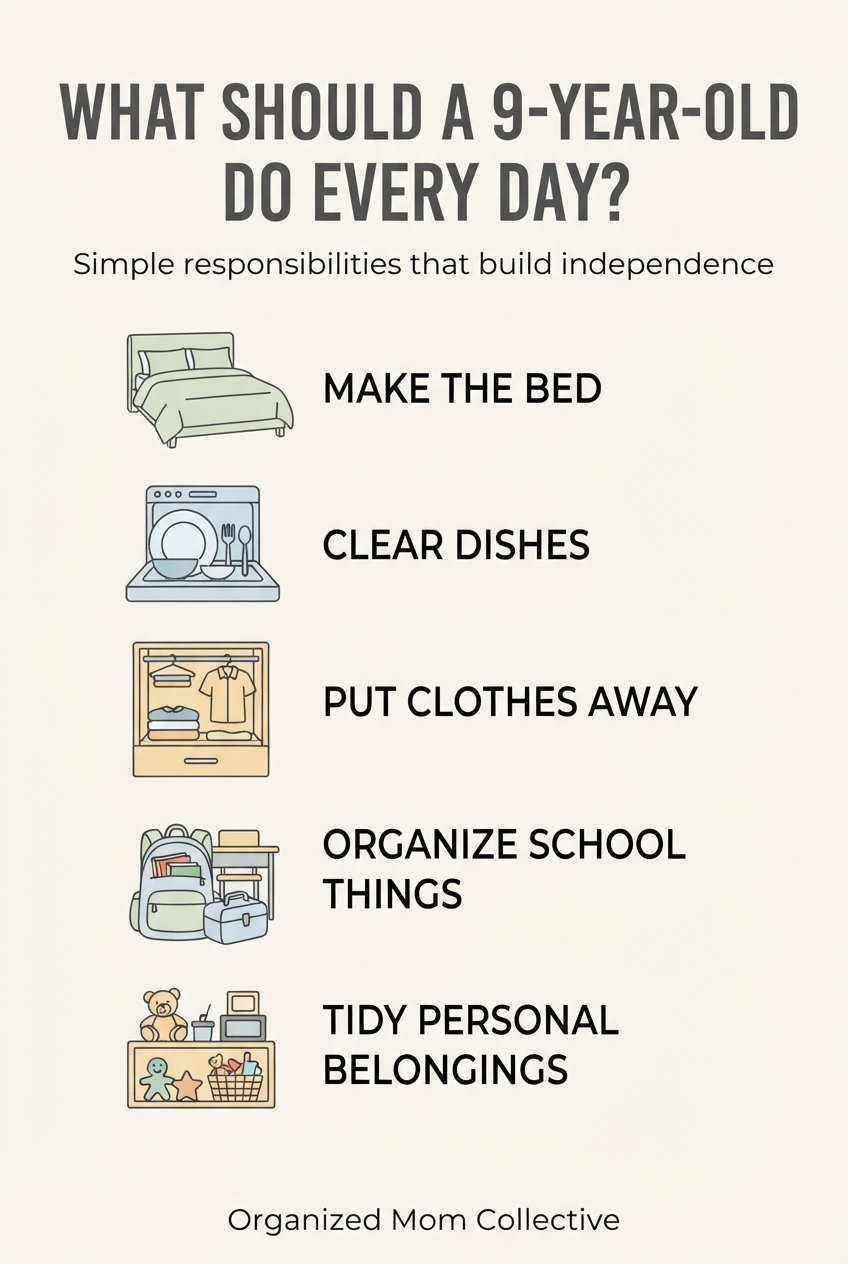 WHAT SHOULD A 9-YEAR-OLD
DO EVERY DAY?
Simple responsibilities that build independence
MAKE THE BED
CLEAR DISHES
PUT CLOTHES AWAY
ORGANIZE SCHOOL
THINGS
TIDY PERSONAL
BELONGINGS
Organized Mom Collective